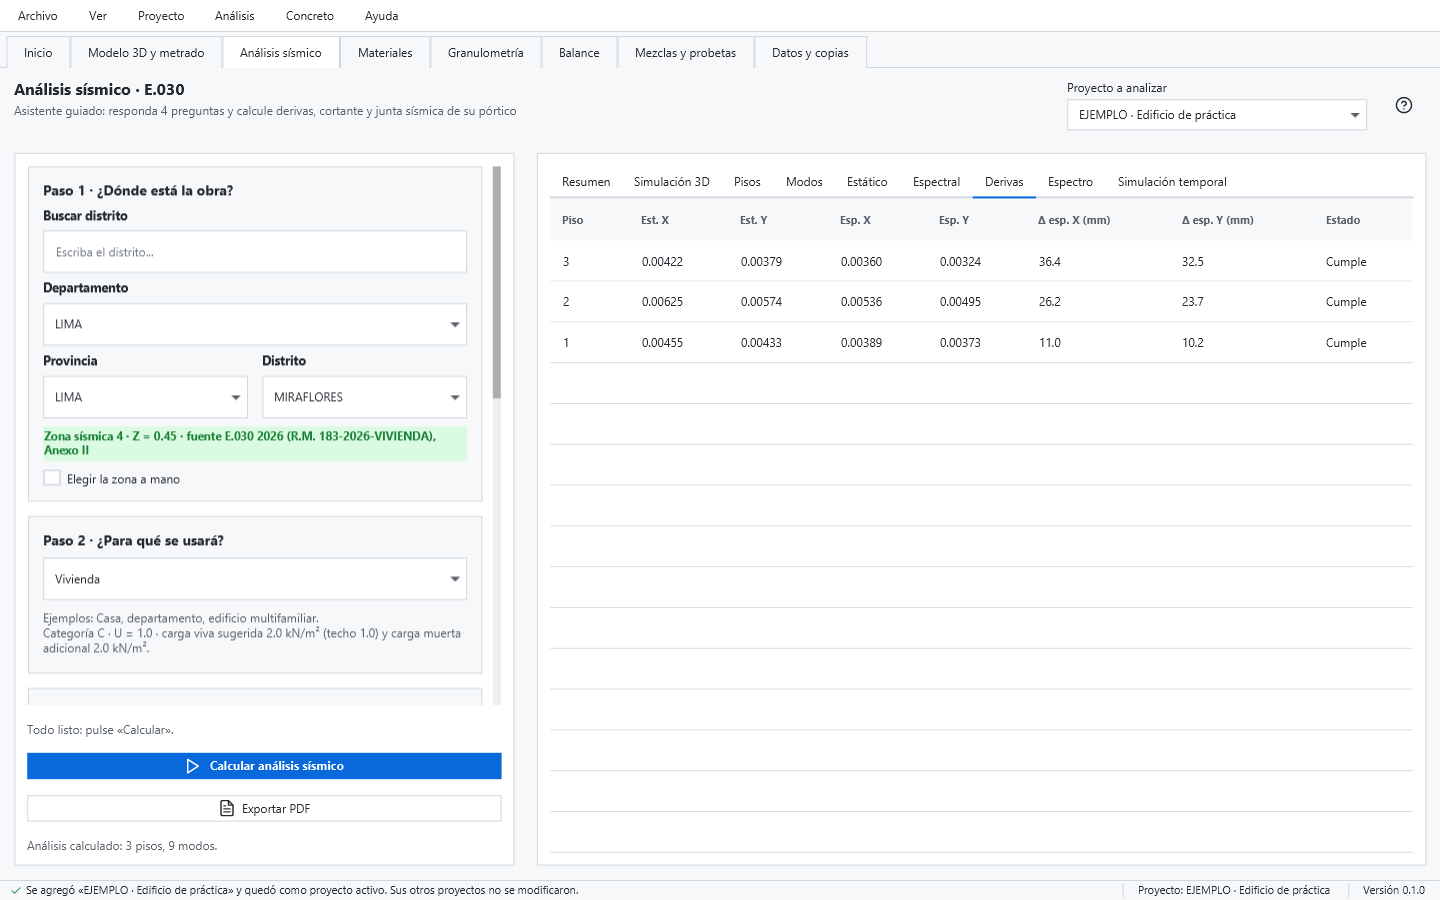 Archivo Ver Proyecto Análisis Concreto Ayuda
Inicio Modelo 3D y metrado Análisis sísmico Materiales Granulometría Balance Mezclas y probetas Datos y copias
Análisis sísmico · E.030
Asistente guiado: responda 4 preguntas y calcule derivas, cortante y junta sísmica de su pórtico
Proyecto a analizar
EJEMPLO · Edificio de práctica
Paso 1 · ¿Dónde está la obra?
Buscar distrito
Escriba el distrito...
Departamento
LIMA
Provincia Distrito
LIMA MIRAFLORES
Zona sísmica 4 · Z = 0.45 · fuente E.030 2026 (R.M. 183-2026-VIVIENDA),
Anexo II
Elegir la zona a mano
Paso 2 · ¿Para qué se usará?
Vivienda
Ejemplos: Casa, departamento, edificio multifamiliar.
Categoría C · U = 1.0 · carga viva sugerida 2.0 kN/m² (techo 1.0) y carga muerta
adicional 2.0 kN/m².
Todo listo: pulse «Calcular».
Calcular análisis sísmico
Exportar PDF
Análisis calculado: 3 pisos, 9 modos.
Resumen Simulación 3D Pisos Modos Estático Espectral Derivas Espectro Simulación temporal
Piso Est. X Est. Y Esp. X Esp. Y Δ esp. X (mm) Δ esp. Y (mm) Estado
3 0.00422 0.00379 0.00360 0.00324 36.4 32.5 Cumple
2 0.00625 0.00574 0.00536 0.00495 26.2 23.7 Cumple
1 0.00455 0.00433 0.00389 0.00373 11.0 10.2 Cumple
Se agregó «EJEMPLO · Edificio de práctica» y quedó como proyecto activo. Sus otros proyectos no se modificaron.
Proyecto: EJEMPLO · Edificio de práctica
Versión 0.1.0